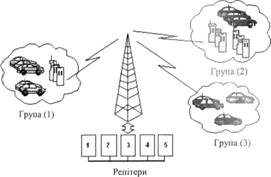 Група (1)
Група (2)
Група (3)
1 2 3 4 5
Репітери